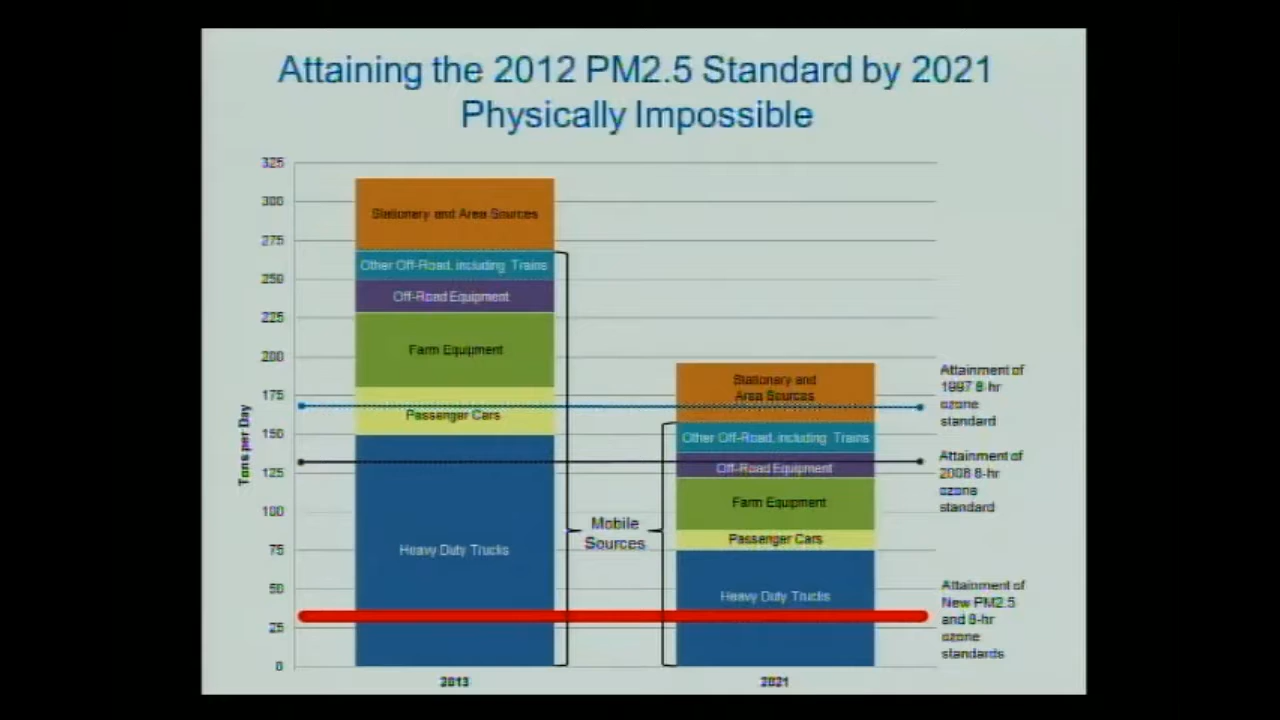 Attaining the 2012 PM2.5 Standard by 2021
Physically Impossible
325
300
275
250
225
200
175
150
125
100
75
50
25
0
Tons per Day
Stationery and Area Sources
Other Off-Road, including Trains
Off-Road Equipment
Farm Equipment
Passenger Cars
Heavy Duty Trucks
2013
Mobile
Sources
Stationery and
Area Sources
Other Off-Road, including Trains
Off-Road Equipment
Farm Equipment
Passenger Cars
Heavy Duty Trucks
2021
Attainment of
1997 8-hr
ozone
standard
Attainment of
2008 8-hr
ozone
standard
Attainment of
New PM2.5
and 8-hr
ozone
standards